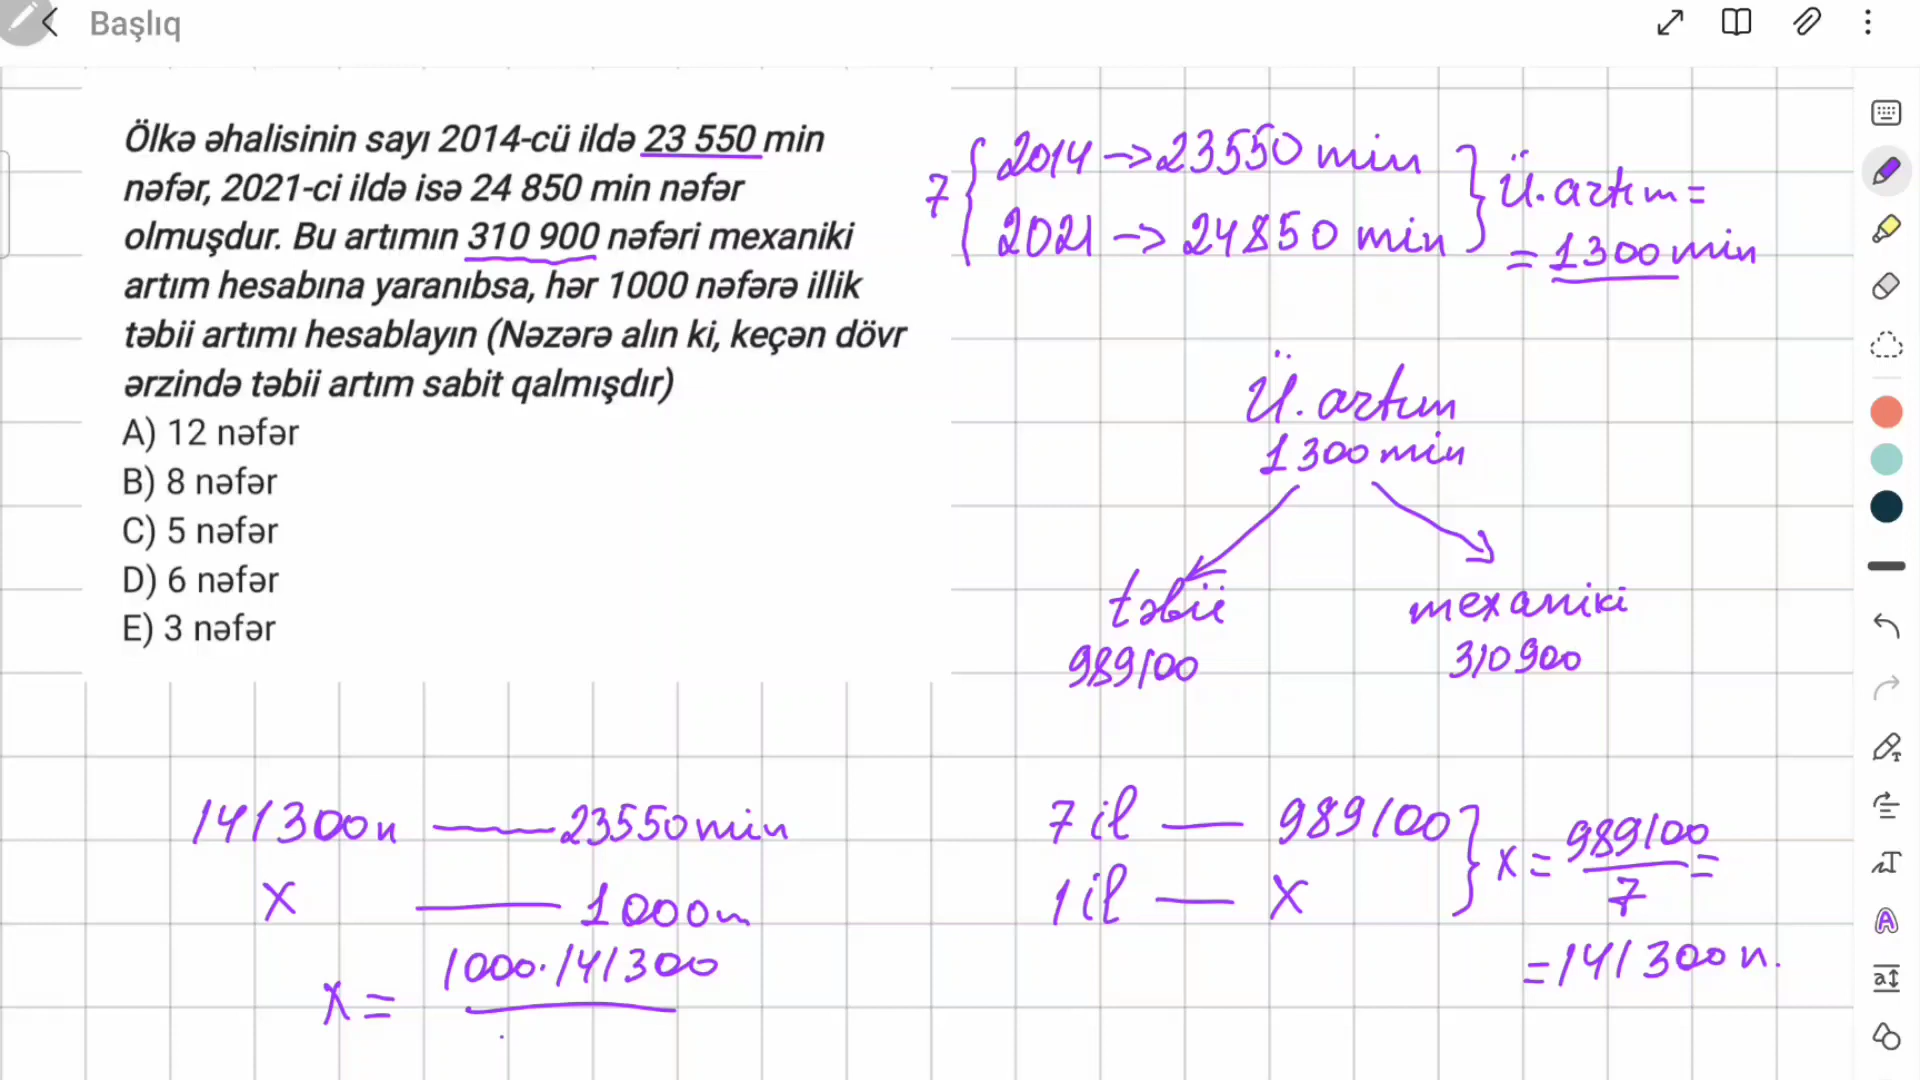 Başlıq
Ölkə əhalisinin sayı 2014-cü ildə 23 550 min
nəfər, 2021-ci ildə isə 24 850 min nəfər
olmuşdur. Bu artımın 310 900 nəfəri mexaniki
artım hesabına yaranıbsa, hər 1000 nəfərə illik
təbii artımı hesablayın (Nəzərə alın ki, keçən dövr
ərzində təbii artım sabit qalmışdır)
A) 12 nəfər
B) 8 nəfər
C) 5 nəfər
D) 6 nəfər
E) 3 nəfər
7 { 2014 → 23550 min
2021 → 24850 min } Ü. artım =
= 1300 min
Ü. artım
1300 min
təbii
989100
mexaniki
310900
7 il — 989100
1 il — X
X = 989100 / 7 =
= 141300 n.
141300 n — 23550 min
X — 1000 n
X = 1000 · 141300